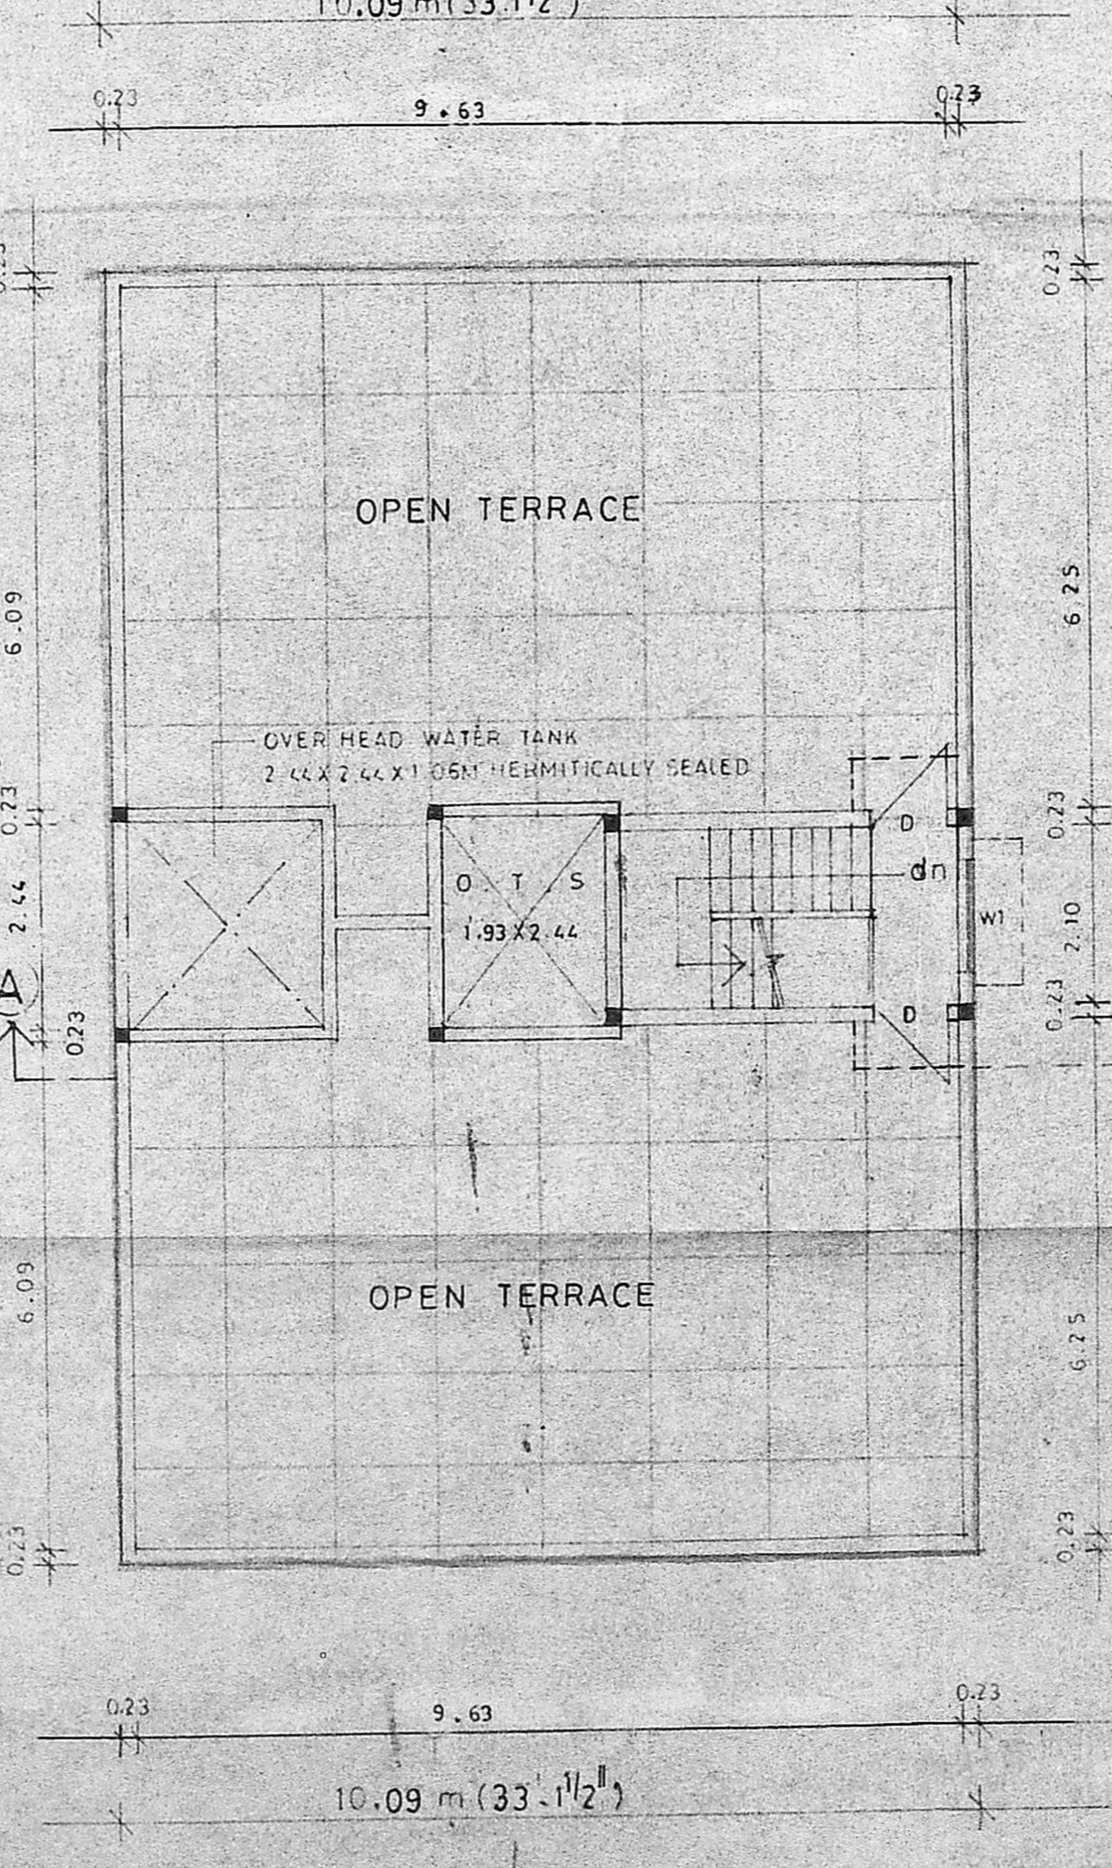 10.09 m (33'.1½")
0.23 9.63 0.23
0.23 0.23
OPEN TERRACE
6.09 6.25
OVER HEAD WATER TANK
2.44 X 2.44 X 1.06M HERMITICALLY SEALED
0.23 0.23
D
O.T.S dn
2.44 1.93 X 2.44 W1 2.10
A
0.23 D 0.23
OPEN TERRACE
6.09 6.25
0.23 0.23
0.23 9.63 0.23
10.09 m (33'.1½")